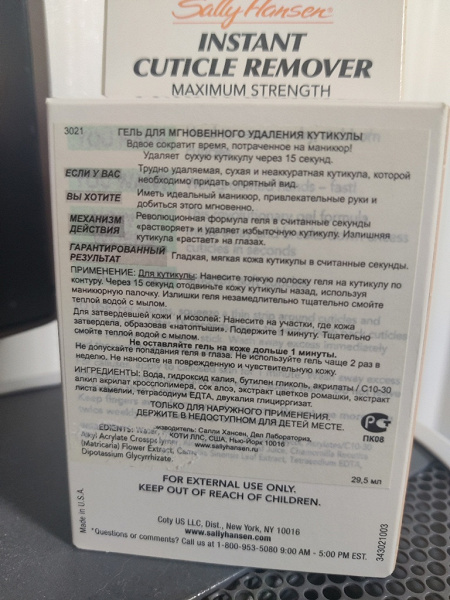 Sally Hansen
INSTANT
CUTICLE REMOVER
MAXIMUM STRENGTH
3021
ГЕЛЬ ДЛЯ МГНОВЕННОГО УДАЛЕНИЯ КУТИКУЛЫ
Вдвое сократит время, потраченное на маникюр!
Удаляет сухую кутикулу через 15 секунд.
ЕСЛИ У ВАС Трудно удаляемая, сухая и неаккуратная кутикула, которой
необходимо придать опрятный вид.
ВЫ ХОТИТЕ Иметь идеальный маникюр, привлекательные руки и
добиться этого мгновенно.
МЕХАНИЗМ ДЕЙСТВИЯ Революционная формула геля в считанные секунды
«растворяет» и удаляет избыточную кутикулу. Излишняя
кутикула «растает» на глазах.
ГАРАНТИРОВАННЫЙ
РЕЗУЛЬТАТ Гладкая, мягкая кожа кутикулы в считанные секунды.
ПРИМЕНЕНИЕ: Для кутикулы: Нанесите тонкую полоску геля на кутикулу по
контуру. Через 15 секунд отодвиньте кожу кутикулы назад, используя
маникюрную палочку. Излишки геля незамедлительно тщательно смойте
теплой водой с мылом.
Для затвердевшей кожи и мозолей: Нанесите на участки, где кожа
затвердела, образовав «натоптыши». Подержите 1 минуту. Тщательно
смойте теплой водой с мылом.
Не оставляйте гель на коже дольше 1 минуты.
Не допускайте попадания геля в глаза. Не используйте гель чаще 2 раз в
неделю. Не наносите на поврежденную и чувствительную кожу.
ИНГРЕДИЕНТЫ: Вода, гидроксид калия, бутилен гликоль, акрилаты / С10-30
алкил акрилат кроссполимер, сок алоэ, экстракт цветков ромашки, экстракт
листа камелии, тетрасодиум ЕДТА, двукалия глицирргизат.
ТОЛЬКО ДЛЯ НАРУЖНОГО ПРИМЕНЕНИЯ.
ДЕРЖИТЕ В НЕДОСТУПНОМ ДЛЯ ДЕТЕЙ МЕСТЕ.
изводитель: Салли Хансен, Дел Лабораториз,
КОТИ ЛЛС, США, Нью-Йорк 10016
www.sallyhansen.ru
ПК08
EDIENTS:
Alkyl Acrylate Crossp
(Matricaria) Flower Extract,
Dipotassium Glycyrrhizate.
29,5 мл
FOR EXTERNAL USE ONLY.
KEEP OUT OF REACH OF CHILDREN.
Coty US LLC, Dist., New York, NY 10016
www.sallyhansen.com
*Questions or comments? Call us at 1-800-953-5080 9:00 AM - 5:00 PM EST.
Made in U.S.A.
343021003